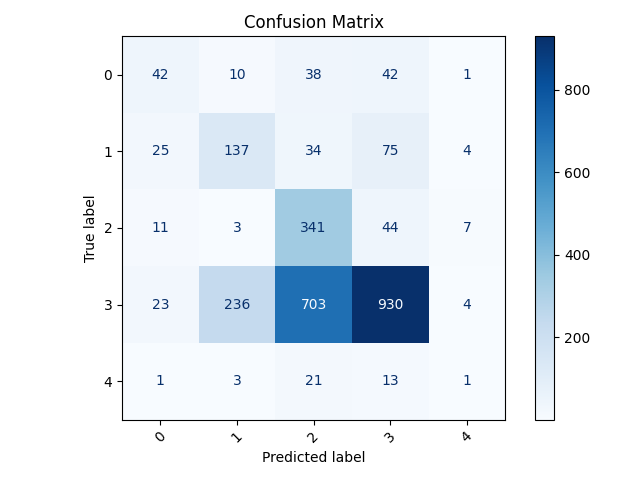 Confusion Matrix
0 42 10 38 42 1
1 25 137 34 75 4
2 11 3 341 44 7
3 23 236 703 930 4
4 1 3 21 13 1
0 1 2 3 4
Predicted label
True label
800
600
400
200